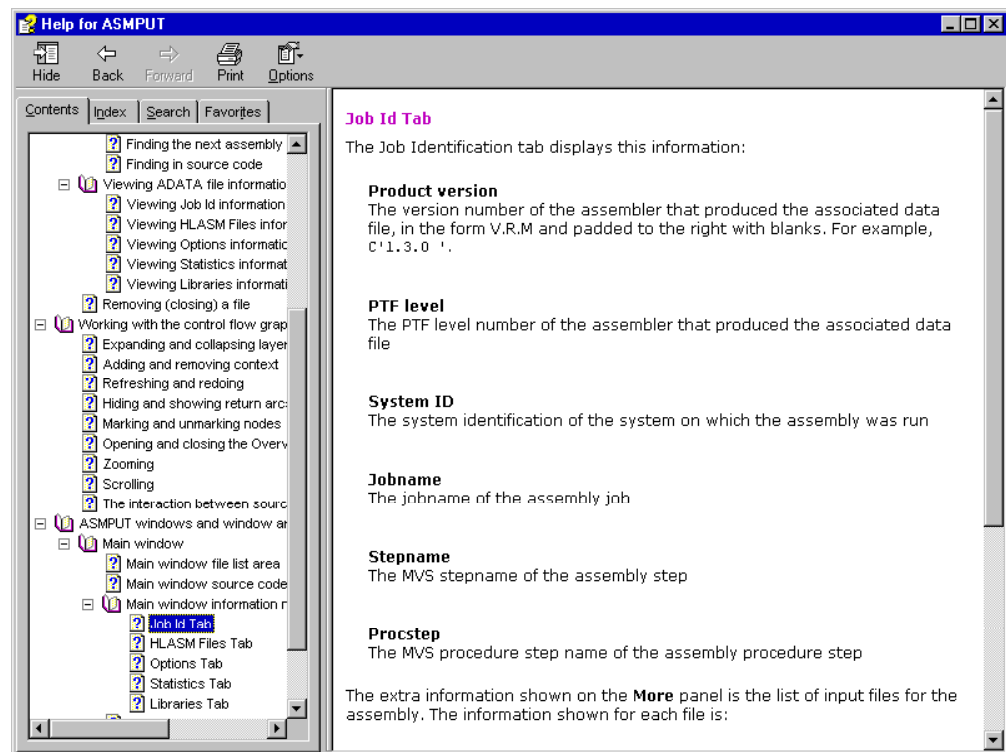 Help for ASMPUT
Hide Back Forward Print Options
Contents Index Search Favorites
Finding the next assembly
Finding in source code
Viewing ADATA file informatio
Viewing Job Id information
Viewing HLASM Files infor
Viewing Options informatic
Viewing Statistics informat
Viewing Libraries informati
Removing (closing) a file
Working with the control flow grap
Expanding and collapsing layer
Adding and removing context
Refreshing and redoing
Hiding and showing return arc
Marking and unmarking nodes
Opening and closing the Overv
Zooming
Scrolling
The interaction between sourc
ASMPUT windows and window ar
Main window
Main window file list area
Main window source code
Main window information r
Job Id Tab
HLASM Files Tab
Options Tab
Statistics Tab
Libraries Tab
Job Id Tab
The Job Identification tab displays this information:
Product version
The version number of the assembler that produced the associated data
file, in the form V.R.M and padded to the right with blanks. For example,
C'1.3.0 '.
PTF level
The PTF level number of the assembler that produced the associated data
file
System ID
The system identification of the system on which the assembly was run
Jobname
The jobname of the assembly job
Stepname
The MVS stepname of the assembly step
Procstep
The MVS procedure step name of the assembly procedure step
The extra information shown on the More panel is the list of input files for the
assembly. The information shown for each file is: